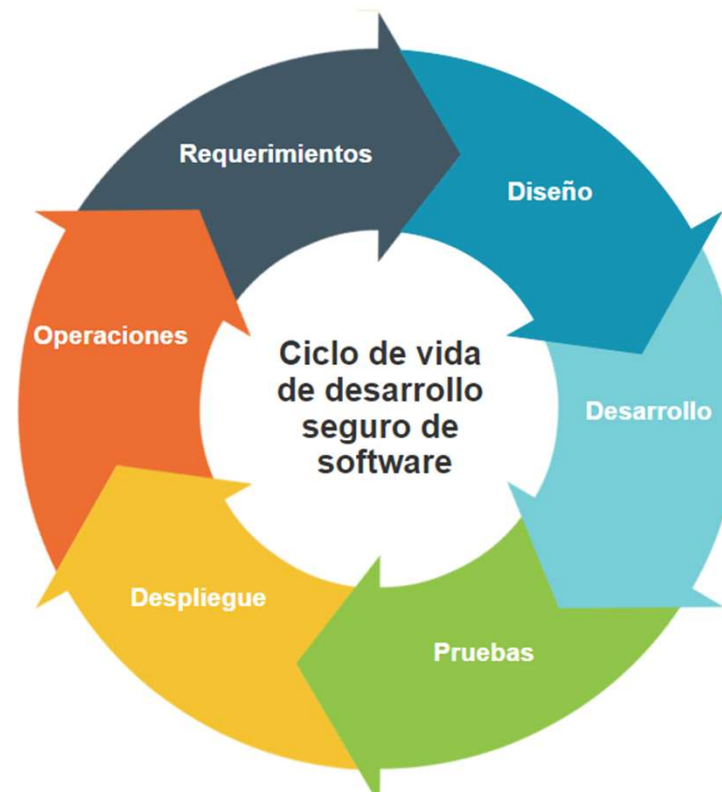 Requerimientos
Diseño
Operaciones
Ciclo de vida
de desarrollo
seguro de
software
Desarrollo
Despliegue
Pruebas